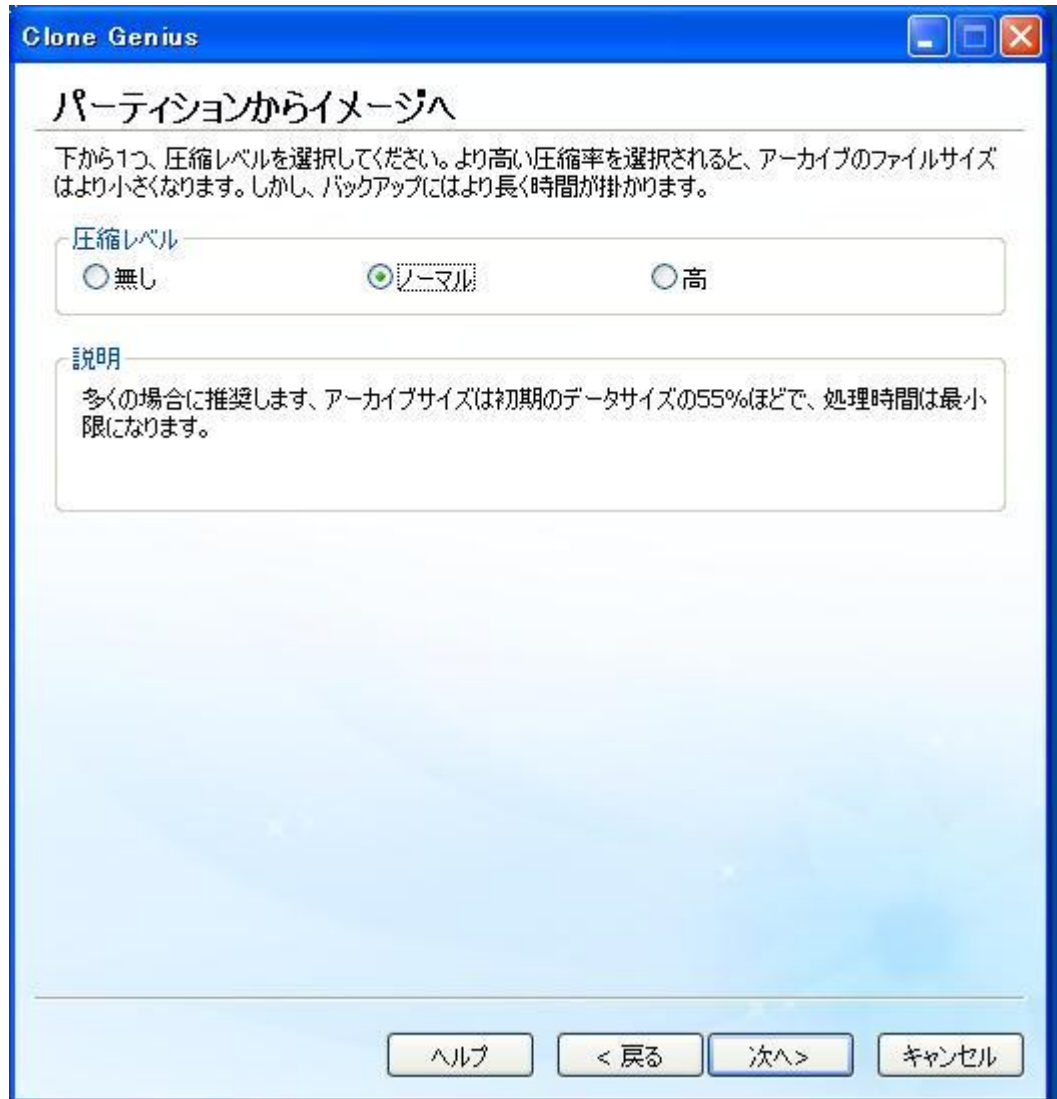 Clone Genius
パーティションからイメージへ
下から1つ、圧縮レベルを選択してください。より高い圧縮率を選択されると、アーカイブのファイルサイズ
はより小さくなります。しかし、バックアップにはより長く時間が掛かります。
圧縮レベル
無し ノーマル 高
説明
多くの場合に推奨します、アーカイブサイズは初期のデータサイズの55%ほどで、処理時間は最小
限になります。
ヘルプ < 戻る 次へ> キャンセル